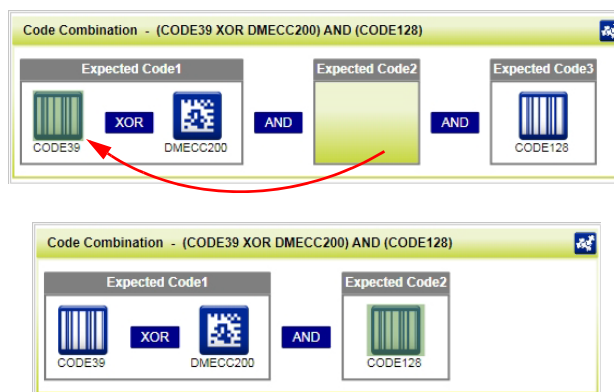 Code Combination - (CODE39 XOR DMECC200) AND (CODE128)
Expected Code1 Expected Code2 Expected Code3
XOR AND AND
CODE39 DMECC200 CODE128
Code Combination - (CODE39 XOR DMECC200) AND (CODE128)
Expected Code1 Expected Code2
XOR AND
CODE39 DMECC200 CODE128